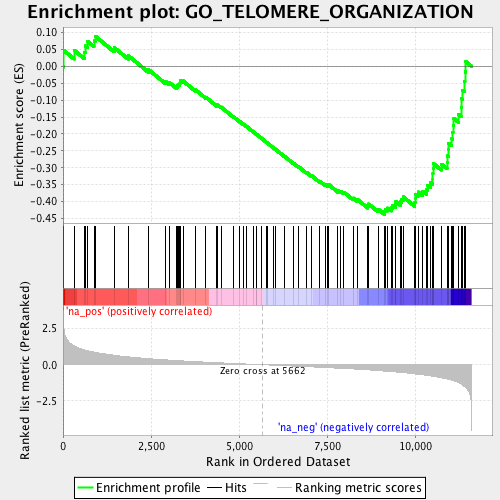 Enrichment plot: GO_TELOMERE_ORGANIZATION
Enrichment score (ES)
0.10
0.05
0.00
-0.05
-0.10
-0.15
-0.20
-0.25
-0.30
-0.35
-0.40
-0.45
Ranked list metric (PreRanked)
'na_pos' (positively correlated)
2.5
0.0
-2.5
Zero cross at 5662
'na_neg' (negatively correlated)
0
2,500
5,000
7,500
10,000
Rank in Ordered Dataset
Enrichment profile
Hits
Ranking metric scores